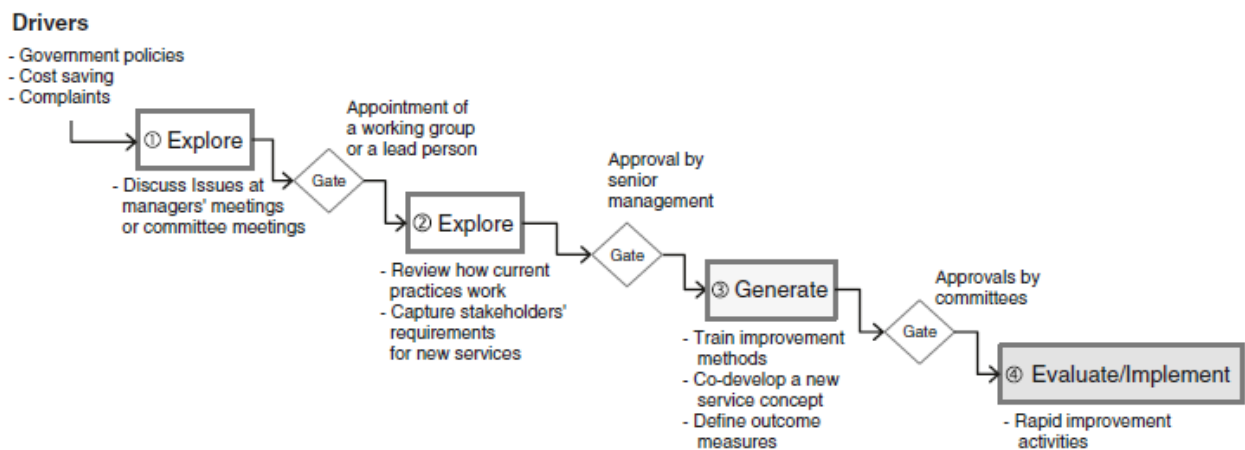 Drivers
- Government policies
- Cost saving
- Complaints
① Explore
- Discuss Issues at
managers' meetings
or committee meetings
Appointment of
a working group
or a lead person
Gate
② Explore
- Review how current
practices work
- Capture stakeholders'
requirements
for new services
Approval by
senior
management
Gate
③ Generate
- Train improvement
methods
- Co-develop a new
service concept
- Define outcome
measures
Approvals by
committees
Gate
④ Evaluate/Implement
- Rapid improvement
activities